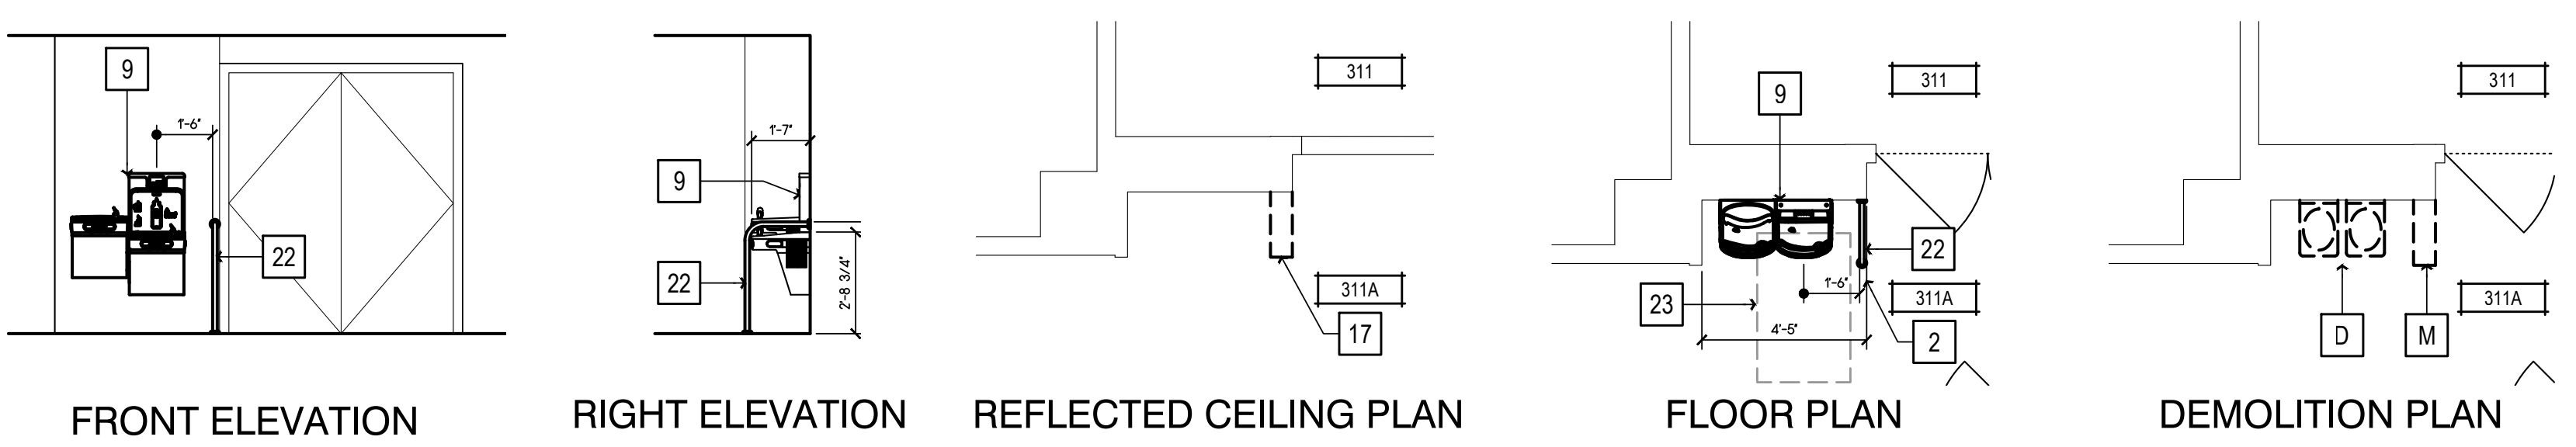 9
1'-6"
22
FRONT ELEVATION
1'-7"
9
22
2'-8 3/4"
RIGHT ELEVATION
311
311A
17
REFLECTED CEILING PLAN
9
311
22
1'-6"
311A
23
4'-5"
2
FLOOR PLAN
311
311A
D
M
DEMOLITION PLAN